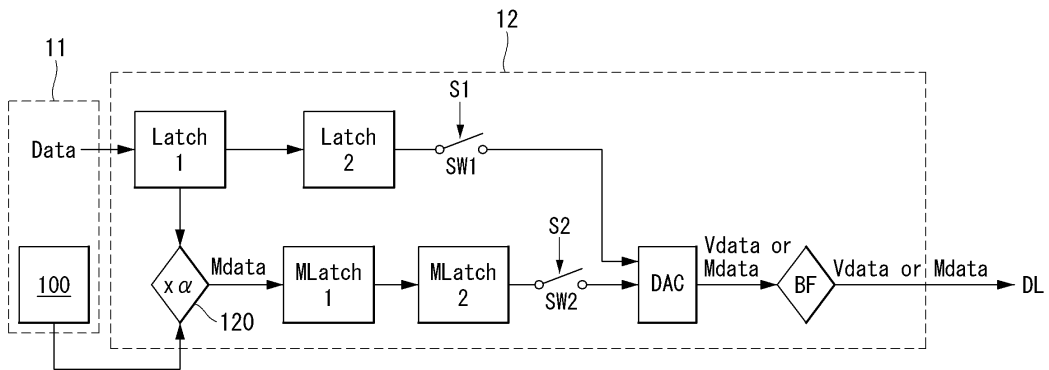 11
12
S1
Data
Latch
1
Latch
2
SW1
S2
100
x α
Mdata
120
MLatch
1
MLatch
2
SW2
DAC
Vdata or
Mdata
BF
Vdata or Mdata
DL